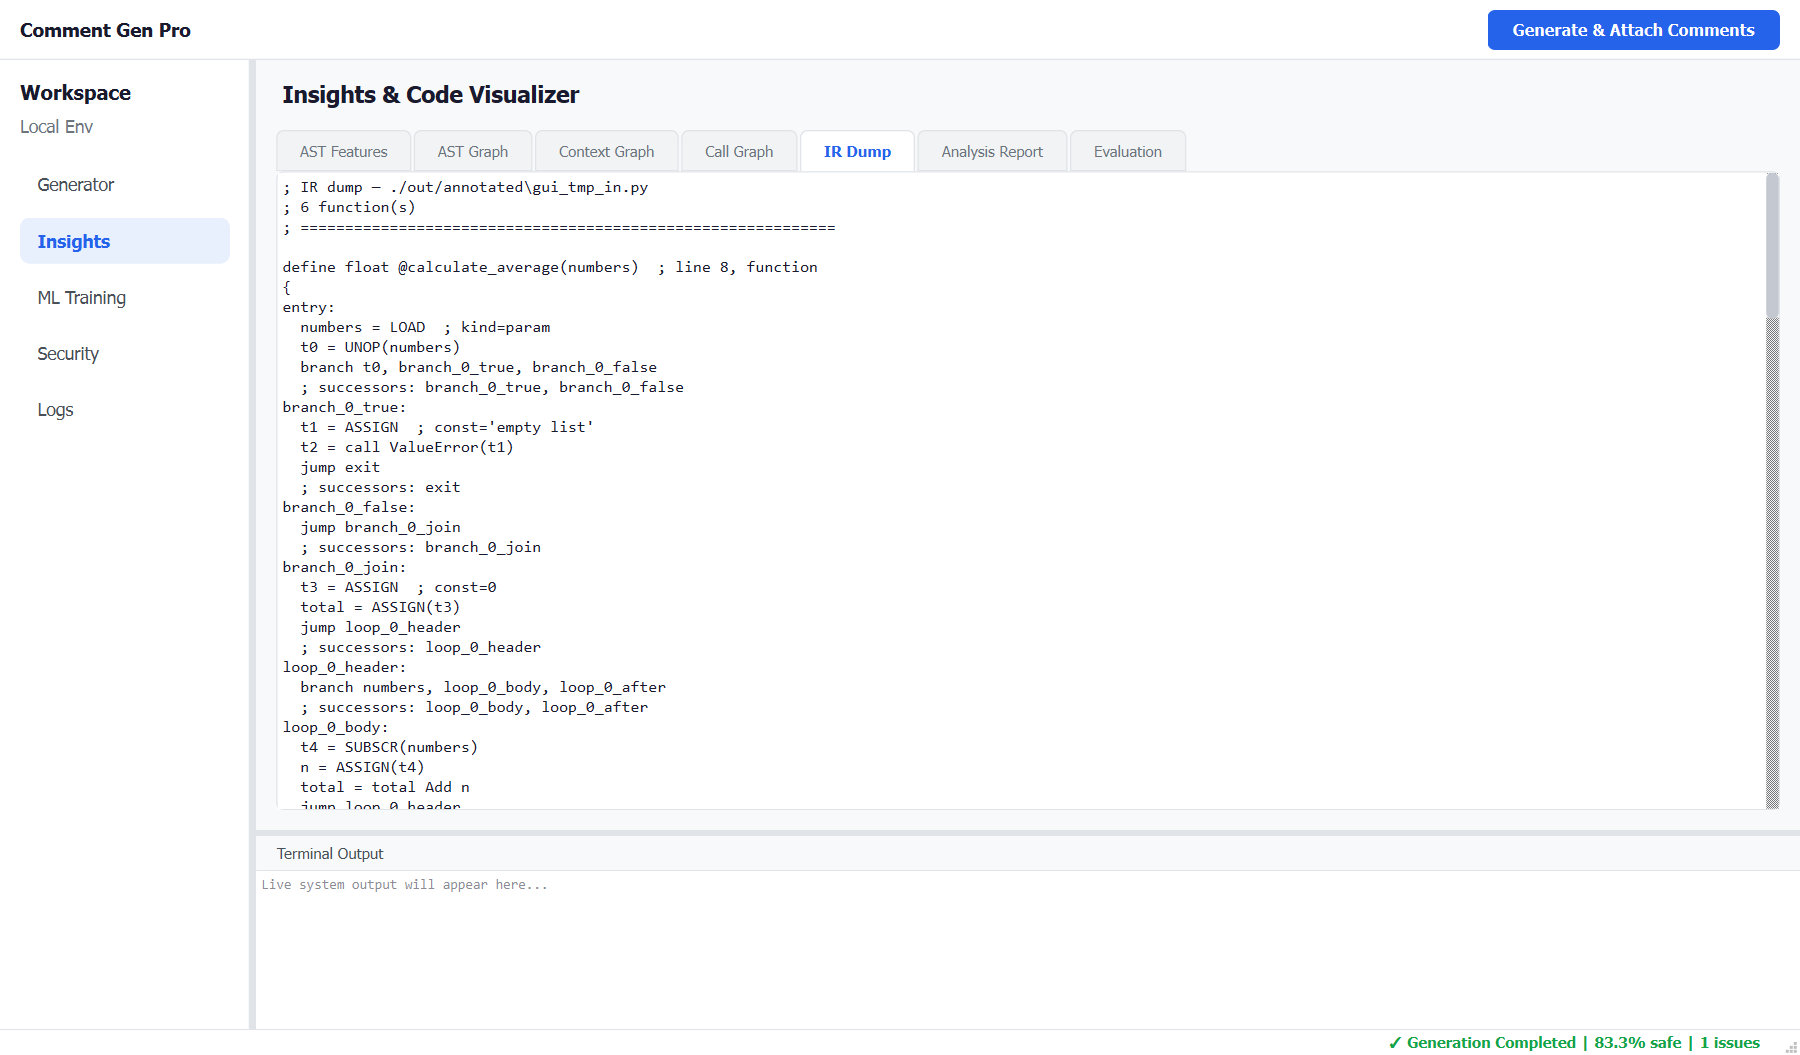 Comment Gen Pro
Generate & Attach Comments
Workspace
Local Env
Generator
Insights
ML Training
Security
Logs
Insights & Code Visualizer
AST Features
AST Graph
Context Graph
Call Graph
IR Dump
Analysis Report
Evaluation
; IR dump — ./out/annotated\gui_tmp_in.py
; 6 function(s)
; ============================================================
define float @calculate_average(numbers)  ; line 8, function
{
entry:
  numbers = LOAD  ; kind=param
  t0 = UNOP(numbers)
  branch t0, branch_0_true, branch_0_false
  ; successors: branch_0_true, branch_0_false
branch_0_true:
  t1 = ASSIGN  ; const='empty list'
  t2 = call ValueError(t1)
  jump exit
  ; successors: exit
branch_0_false:
  jump branch_0_join
  ; successors: branch_0_join
branch_0_join:
  t3 = ASSIGN  ; const=0
  total = ASSIGN(t3)
  jump loop_0_header
  ; successors: loop_0_header
loop_0_header:
  branch numbers, loop_0_body, loop_0_after
  ; successors: loop_0_body, loop_0_after
loop_0_body:
  t4 = SUBSCR(numbers)
  n = ASSIGN(t4)
  total = total Add n
  jump loop_0_header
Terminal Output
Live system output will appear here...
✓ Generation Completed | 83.3% safe | 1 issues